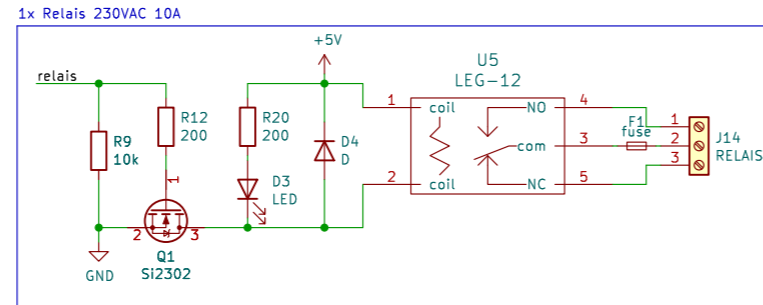 1x Relais 230VAC 10A
+5V
U5
LEG-12
relais
1
coil
NO
4
R12
200
R20
200
F1
fuse
1
R9
10k
D4
D
com
3
2
J14
RELAIS
3
1
D3
LED
2
coil
NC
5
2
3
GND
Q1
Si2302